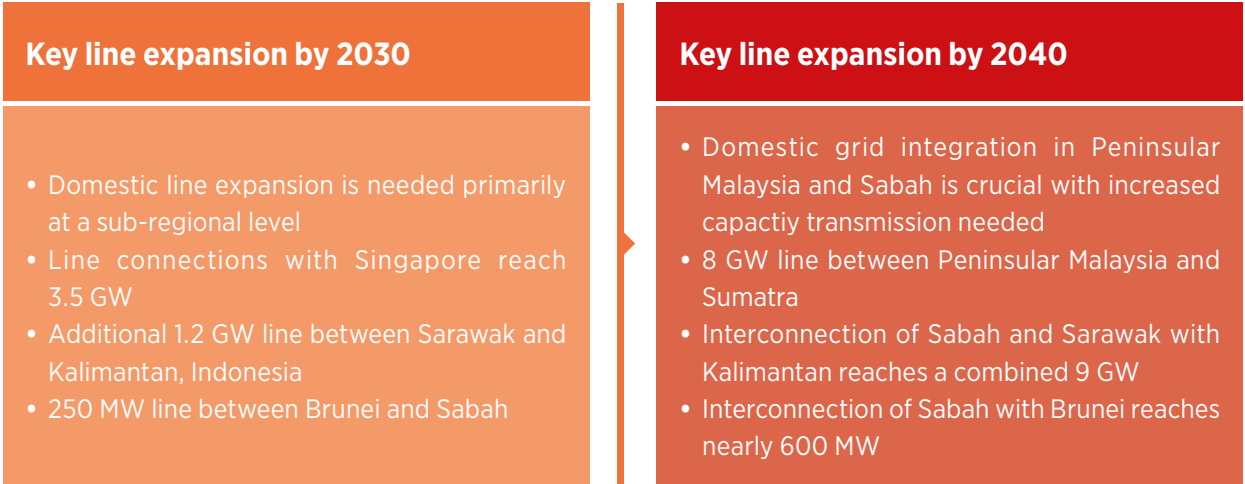 Key line expansion by 2030
• Domestic line expansion is needed primarily
at a sub-regional level
• Line connections with Singapore reach
3.5 GW
• Additional 1.2 GW line between Sarawak and
Kalimantan, Indonesia
• 250 MW line between Brunei and Sabah
Key line expansion by 2040
• Domestic grid integration in Peninsular
Malaysia and Sabah is crucial with increased
capactiy transmission needed
• 8 GW line between Peninsular Malaysia and
Sumatra
• Interconnection of Sabah and Sarawak with
Kalimantan reaches a combined 9 GW
• Interconnection of Sabah with Brunei reaches
nearly 600 MW